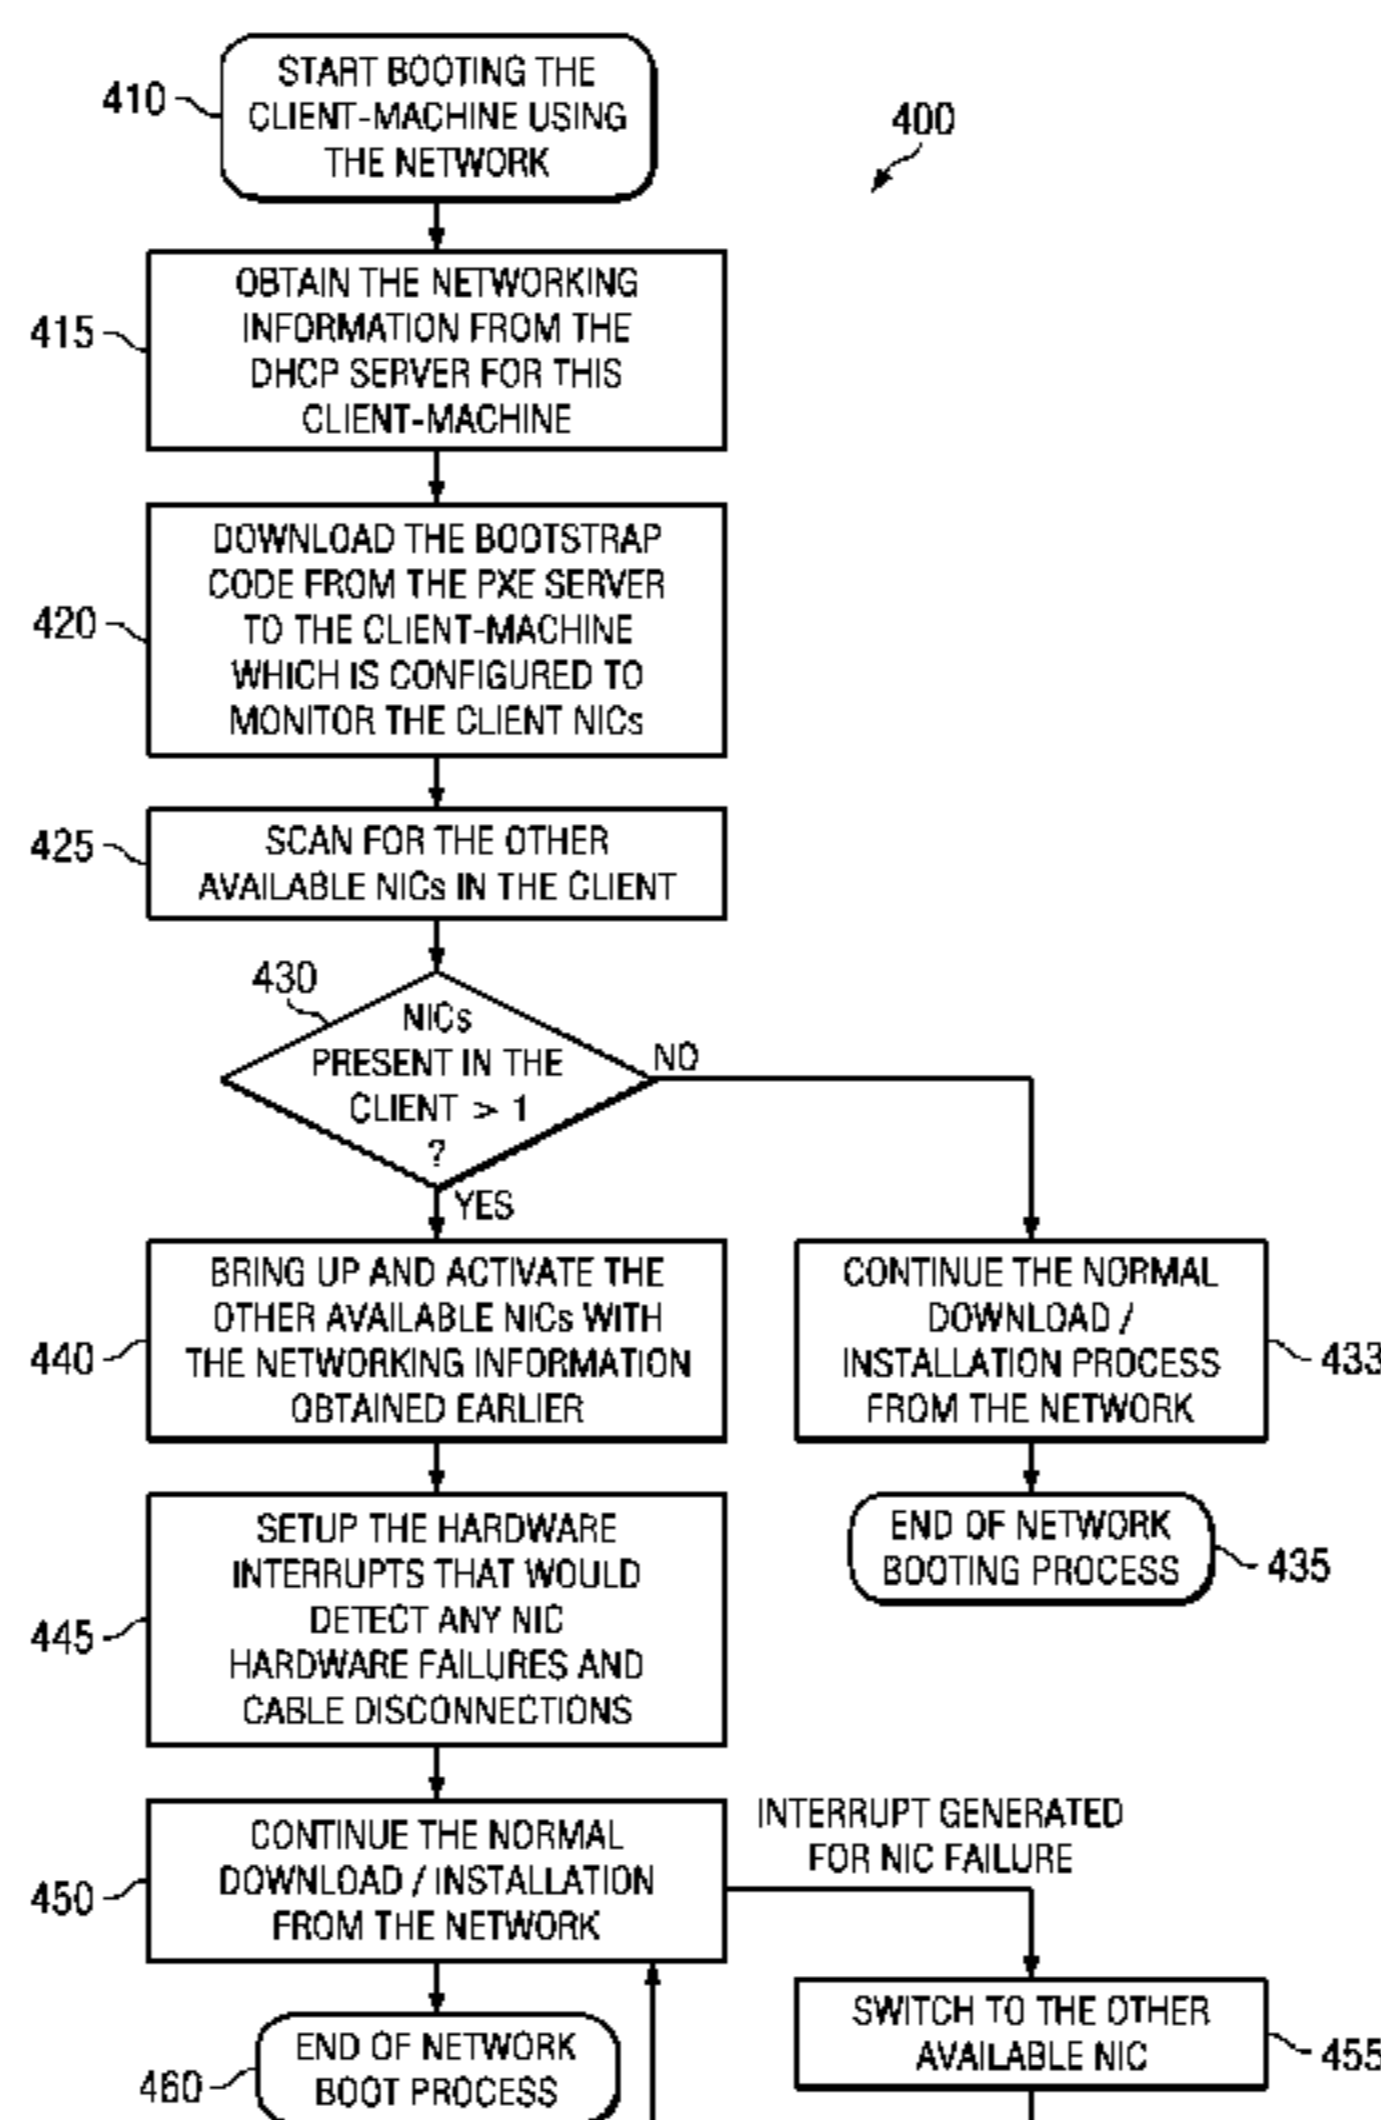 410
START BOOTING THE
CLIENT-MACHINE USING
THE NETWORK
400
415
OBTAIN THE NETWORKING
INFORMATION FROM THE
DHCP SERVER FOR THIS
CLIENT-MACHINE
420
DOWNLOAD THE BOOTSTRAP
CODE FROM THE PXE SERVER
TO THE CLIENT-MACHINE
WHICH IS CONFIGURED TO
MONITOR THE CLIENT NICs
425
SCAN FOR THE OTHER
AVAILABLE NICs IN THE CLIENT
430
NICs
PRESENT IN THE
CLIENT > 1
?
NO
YES
440
BRING UP AND ACTIVATE THE
OTHER AVAILABLE NICs WITH
THE NETWORKING INFORMATION
OBTAINED EARLIER
CONTINUE THE NORMAL
DOWNLOAD /
INSTALLATION PROCESS
FROM THE NETWORK
433
445
SETUP THE HARDWARE
INTERRUPTS THAT WOULD
DETECT ANY NIC
HARDWARE FAILURES AND
CABLE DISCONNECTIONS
END OF NETWORK
BOOTING PROCESS
435
450
CONTINUE THE NORMAL
DOWNLOAD / INSTALLATION
FROM THE NETWORK
INTERRUPT GENERATED
FOR NIC FAILURE
SWITCH TO THE OTHER
AVAILABLE NIC
455
460
END OF NETWORK
BOOT PROCESS